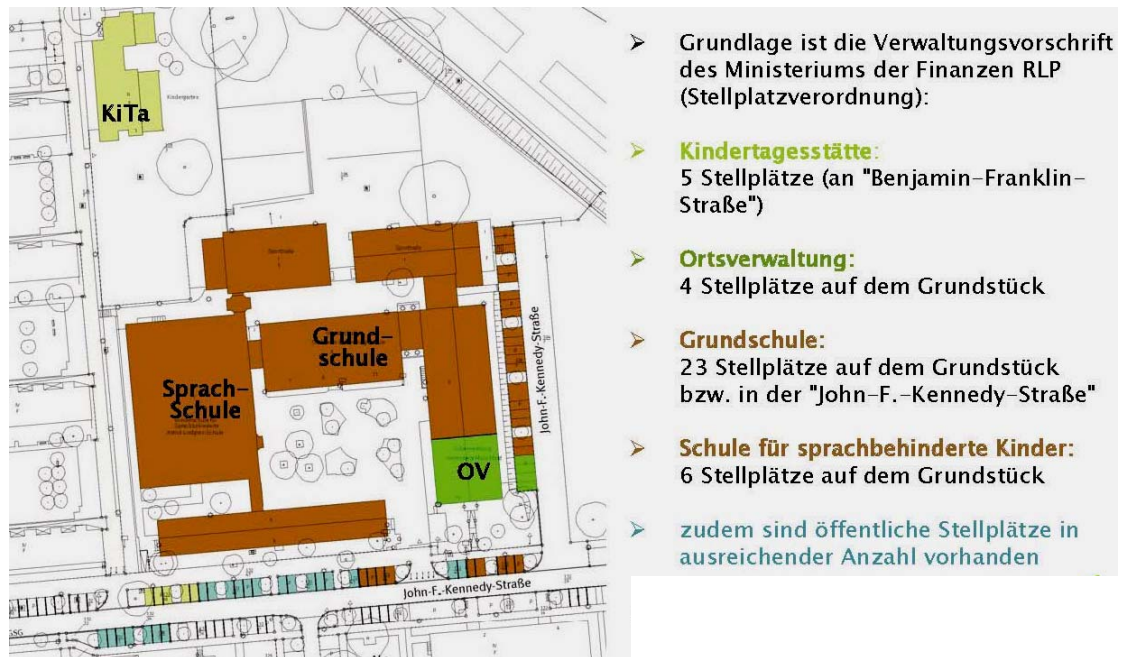 KiTa
Kindergarten
Grund-
schule
Sprach-
Schule
OV
John-F.-Kennedy-Straße
John-F.-Kennedy-Straße
➢ Grundlage ist die Verwaltungsvorschrift
des Ministeriums der Finanzen RLP
(Stellplatzverordnung):
➢ Kindertagesstätte:
5 Stellplätze (an "Benjamin-Franklin-
Straße")
➢ Ortsverwaltung:
4 Stellplätze auf dem Grundstück
➢ Grundschule:
23 Stellplätze auf dem Grundstück
bzw. in der "John-F.-Kennedy-Straße"
➢ Schule für sprachbehinderte Kinder:
6 Stellplätze auf dem Grundstück
➢ zudem sind öffentliche Stellplätze in
ausreichender Anzahl vorhanden